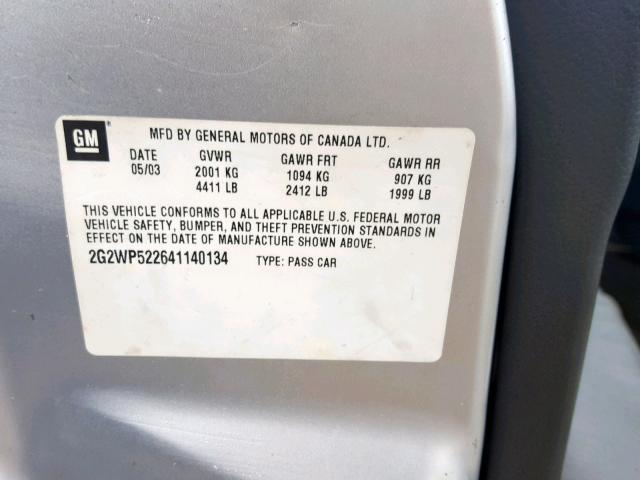 GM
MFD BY GENERAL MOTORS OF CANADA LTD.
DATE GVWR GAWR FRT GAWR RR
05/03 2001 KG 1094 KG 907 KG
4411 LB 2412 LB 1999 LB
THIS VEHICLE CONFORMS TO ALL APPLICABLE U.S. FEDERAL MOTOR
VEHICLE SAFETY, BUMPER, AND THEFT PREVENTION STANDARDS IN
EFFECT ON THE DATE OF MANUFACTURE SHOWN ABOVE.
2G2WP522641140134 TYPE: PASS CAR